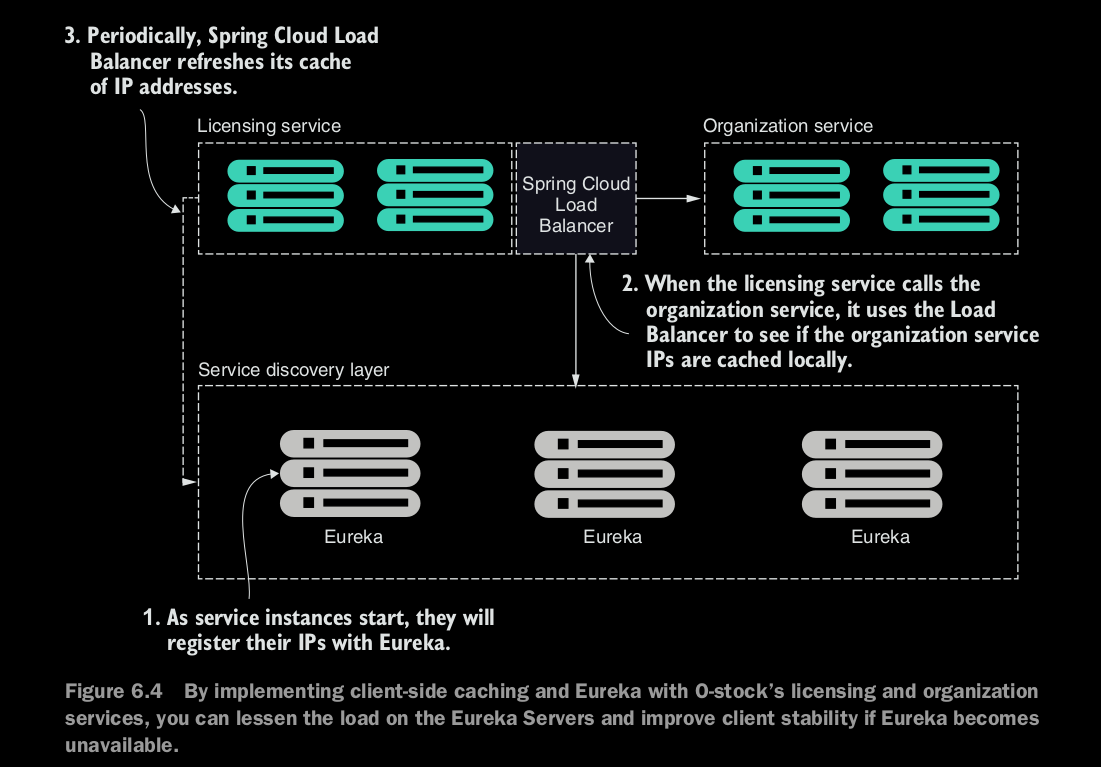 3. Periodically, Spring Cloud Load
Balancer refreshes its cache
of IP addresses.
Licensing service
Organization service
Spring Cloud
Load
Balancer
2. When the licensing service calls the
organization service, it uses the Load
Balancer to see if the organization service
IPs are cached locally.
Service discovery layer
Eureka
Eureka
Eureka
1. As service instances start, they will
register their IPs with Eureka.
Figure 6.4 By implementing client-side caching and Eureka with O-stock's licensing and organization
services, you can lessen the load on the Eureka Servers and improve client stability if Eureka becomes
unavailable.